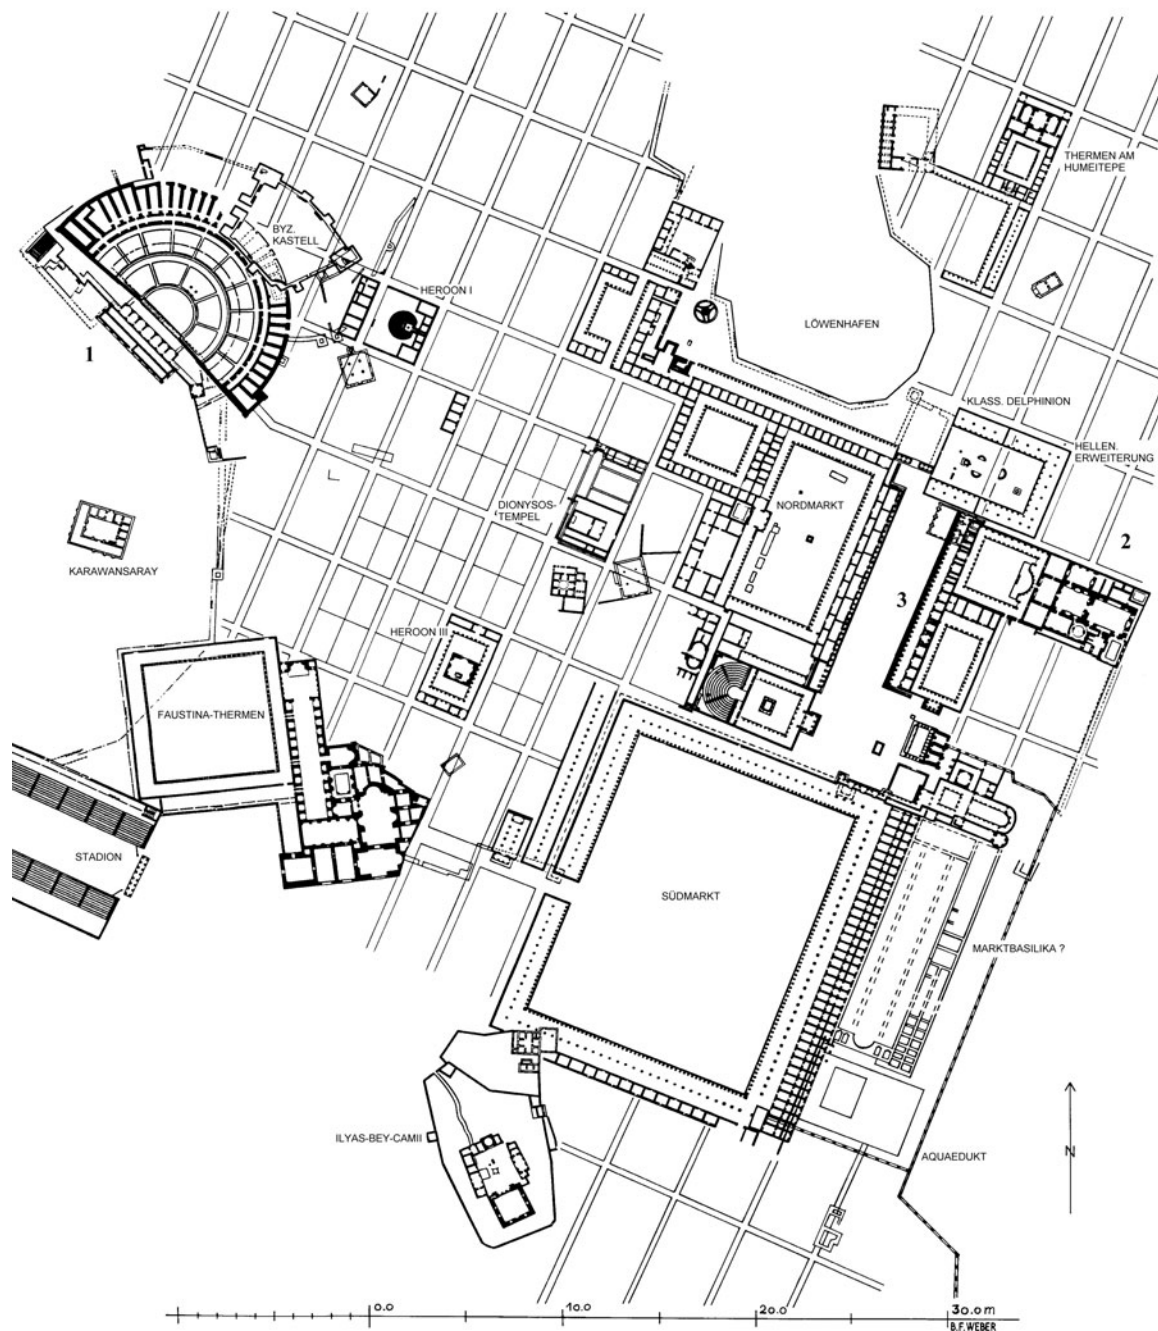 THERMEN AM
HUMEITEPE
BYZ.
KASTELL
HEROON I
LÖWENHAFEN
1
KLASS. DELPHINION
HELLEN.
ERWEITERUNG
DIONYSOS-
TEMPEL
NORDMARKT
2
KARAWANSARAY
3
HEROON III
FAUSTINA-THERMEN
STADION
SÜDMARKT
MARKTBASILIKA ?
ILYAS-BEY-CAMII
AQUAEDUKT
N
0.0 10.0 20.0 30.0 m
B.F. WEBER